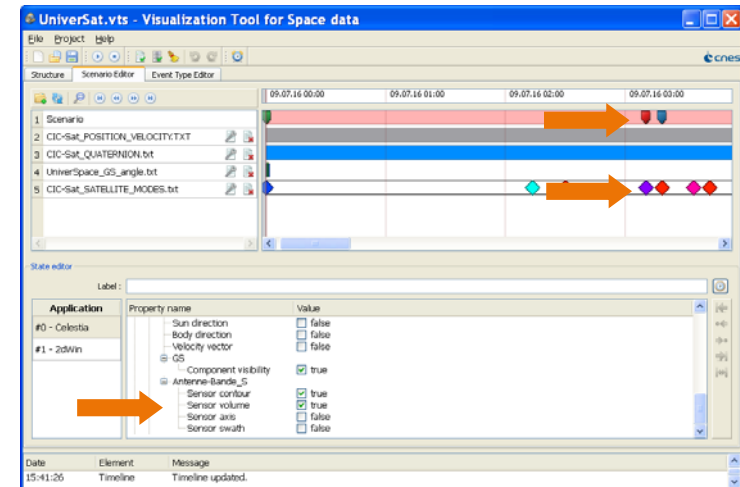 UniverSat.vts - Visualization Tool for Space data
File Project Help
cnes
Structure Scenario Editor Event Type Editor
09.07.16 00:00 09.07.16 01:00 09.07.16 02:00 09.07.16 03:00
1 Scenario
2 CIC-Sat_POSITION_VELOCITY.TXT
3 CIC-Sat_QUATERNION.txt
4 UniverSpace_GS_angle.txt
5 CIC-Sat_SATELLITE_MODES.txt
State editor
Label :
Application Property name Value
#0 - Celestia
#1 - 2dWin
Sun direction false
Body direction false
Velocity vector false
GS
Component visibility true
Antenne-Bande_S
Sensor contour true
Sensor volume true
Sensor axis false
Sensor swath false
Date Element Message
15:41:26 Timeline Timeline updated.